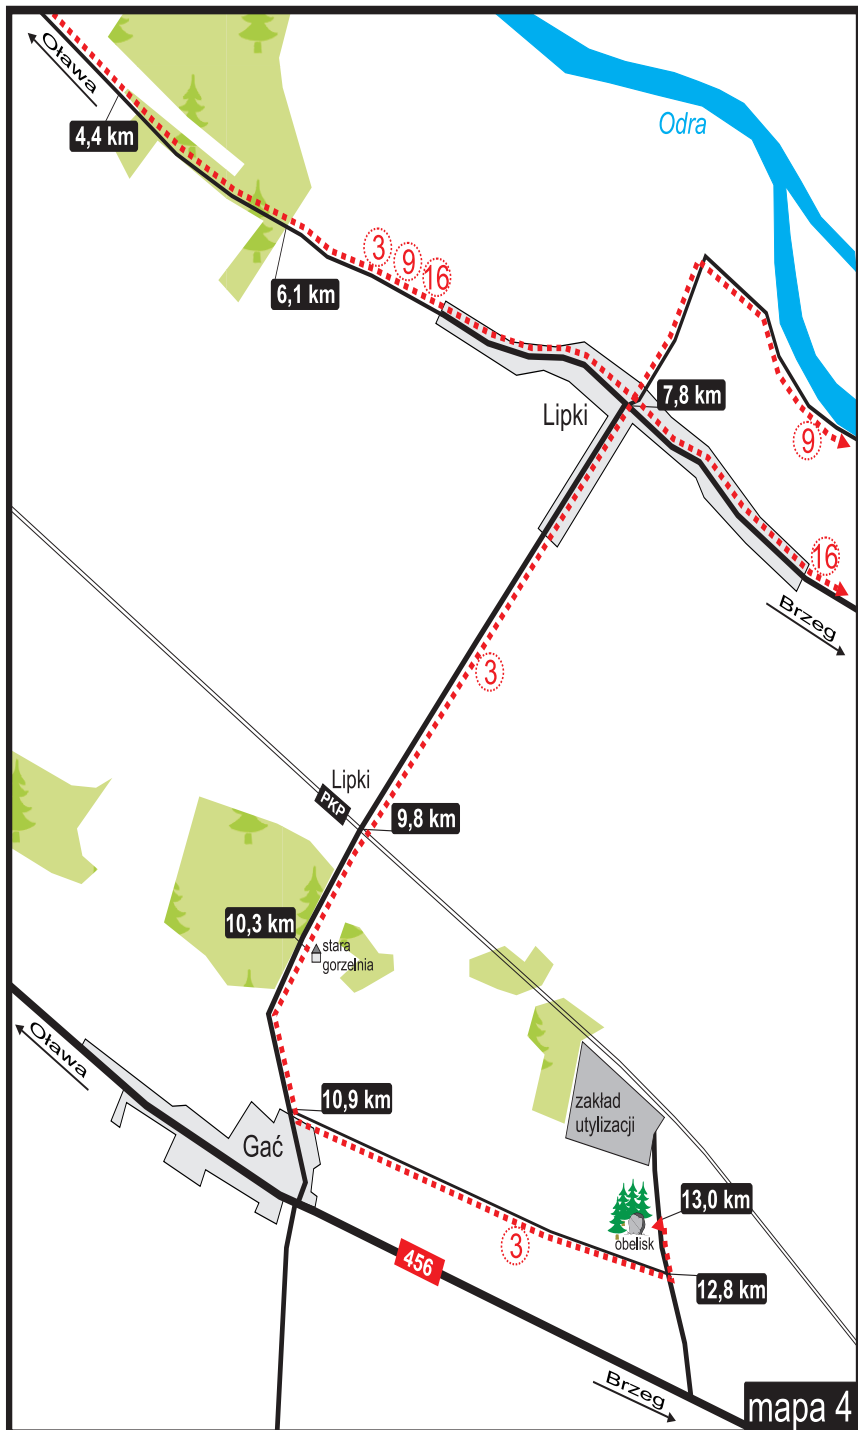 Oława
4,4 km
Odra
3
9
16
6,1 km
7,8 km
Lipki
9
16
Brzeg
3
Lipki
PKP
9,8 km
10,3 km
stara
gorzelnia
Oława
10,9 km
zakład
utylizacji
Gać
13,0 km
obelisk
3
456
12,8 km
Brzeg
mapa 4